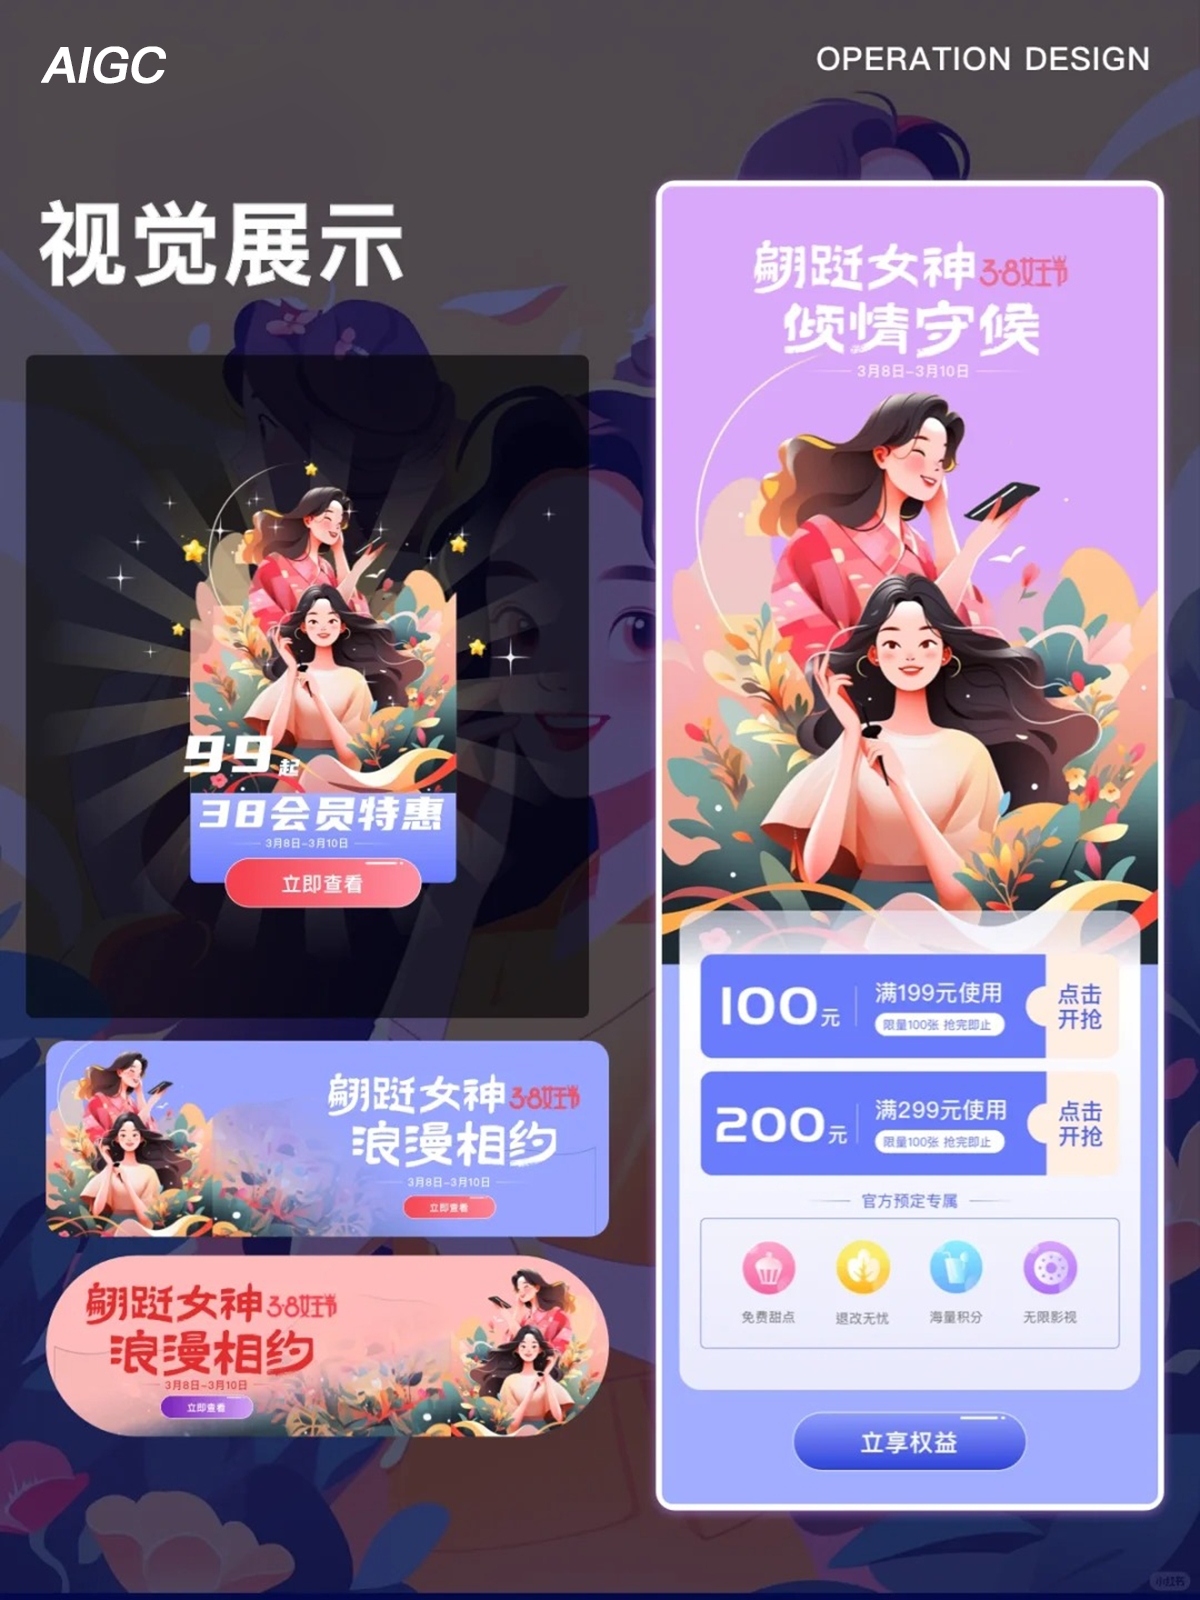 AIGC
OPERATION DESIGN
视觉展示
99起
38会员特惠
3月8日-3月10日
立即查看
翩跹女神 3·8女王节
浪漫相约
3月8日-3月10日
立即查看
翩跹女神 3·8女王节
浪漫相约
3月8日-3月10日
立即查看
翩跹女神 3·8女王节
倾情守候
3月8日-3月10日
100元
满199元使用
限量100张 抢完即止
点击
开抢
200元
满299元使用
限量100张 抢完即止
点击
开抢
官方预定专属
免费甜点
退改无忧
海量积分
无限影视
立享权益
小红书